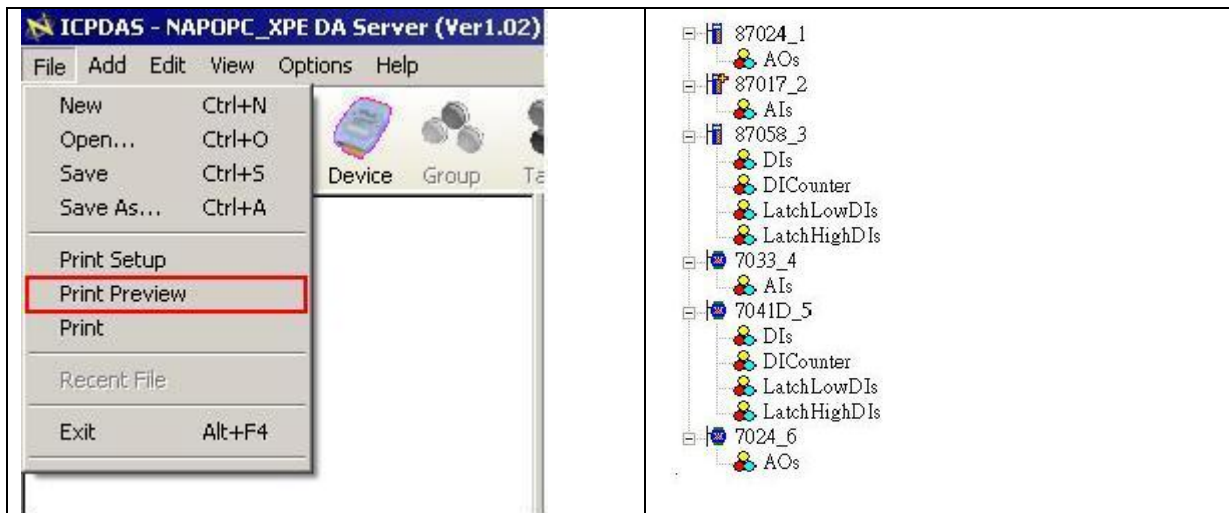 ICPDAS - NAPOPC_XPE DA Server (Ver1.02)
File Add Edit View Options Help
New Ctrl+N
Open... Ctrl+O
Save Ctrl+S
Save As... Ctrl+A
Print Setup
Print Preview
Print
Recent File
Exit Alt+F4
Device Group
87024_1
AOs
87017_2
AIs
87058_3
DIs
DICounter
LatchLowDIs
LatchHighDIs
7033_4
AIs
7041D_5
DIs
DICounter
LatchLowDIs
LatchHighDIs
7024_6
AOs